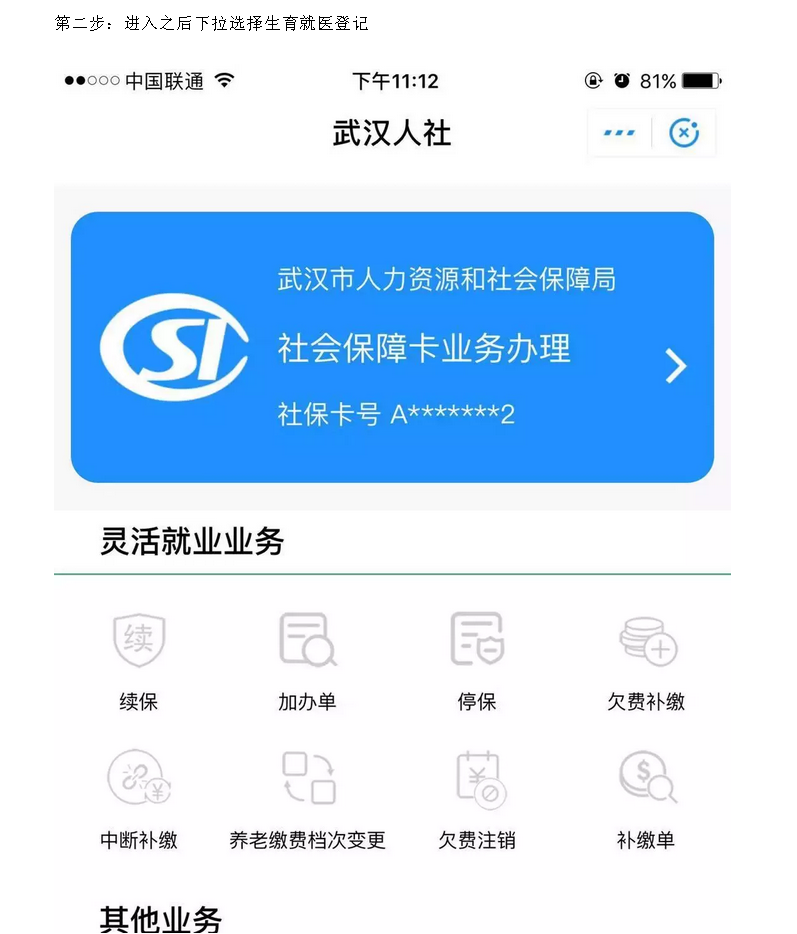 第二步：进入之后下拉选择生育就医登记
中国联通 下午11:12 81%
武汉人社
武汉市人力资源和社会保障局
SI
社会保障卡业务办理
社保卡号 A*******2
灵活就业业务
续
续保 加办单 停保 欠费补缴
¥ ¥ $
中断补缴 养老缴费档次变更 欠费注销 补缴单
其他业务